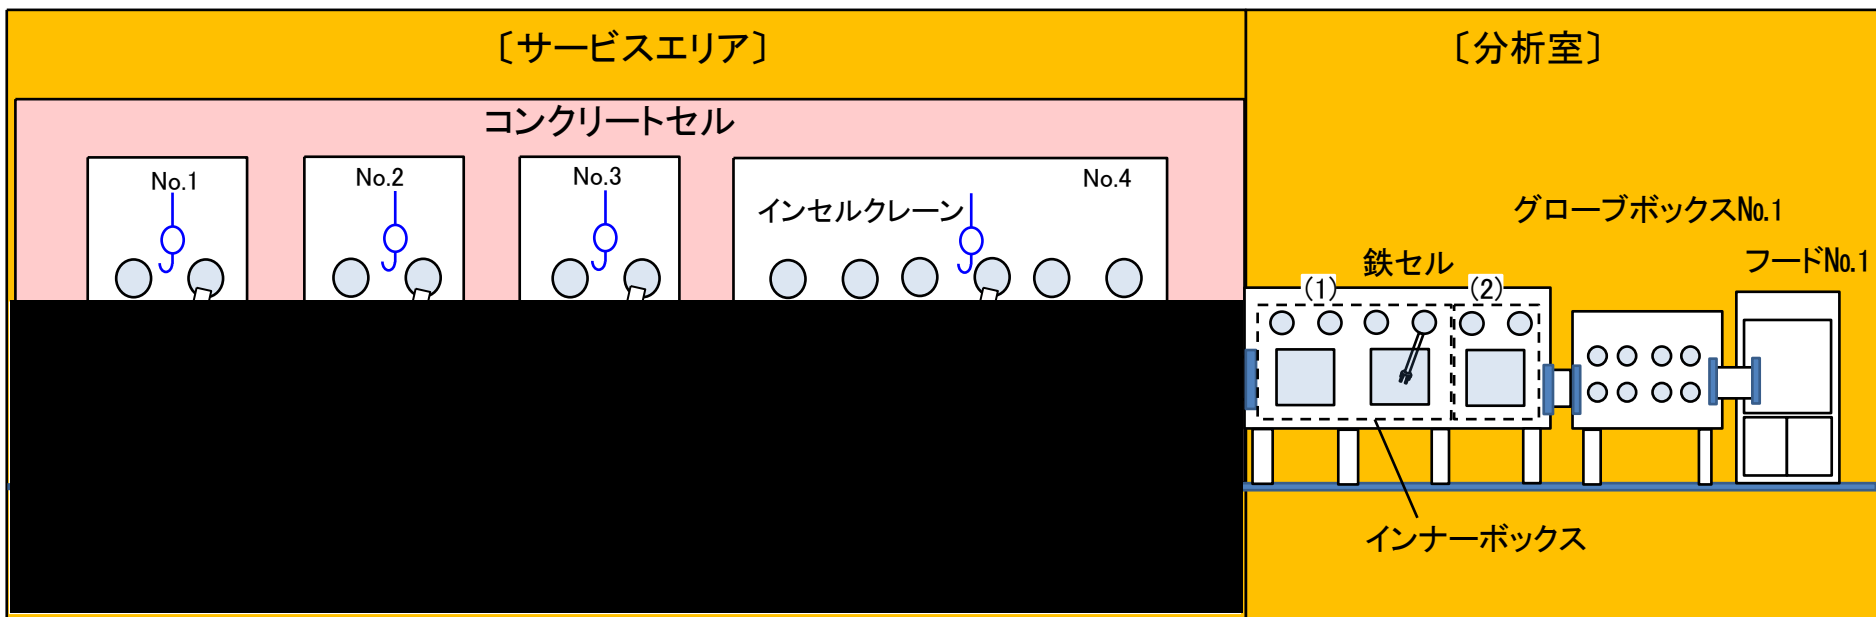 〔サービスエリア〕
〔分析室〕
コンクリートセル
No.1
No.2
No.3
No.4
インセルクレーン
グローブボックス№1
鉄セル
フード№1
(1)
(2)
インナーボックス